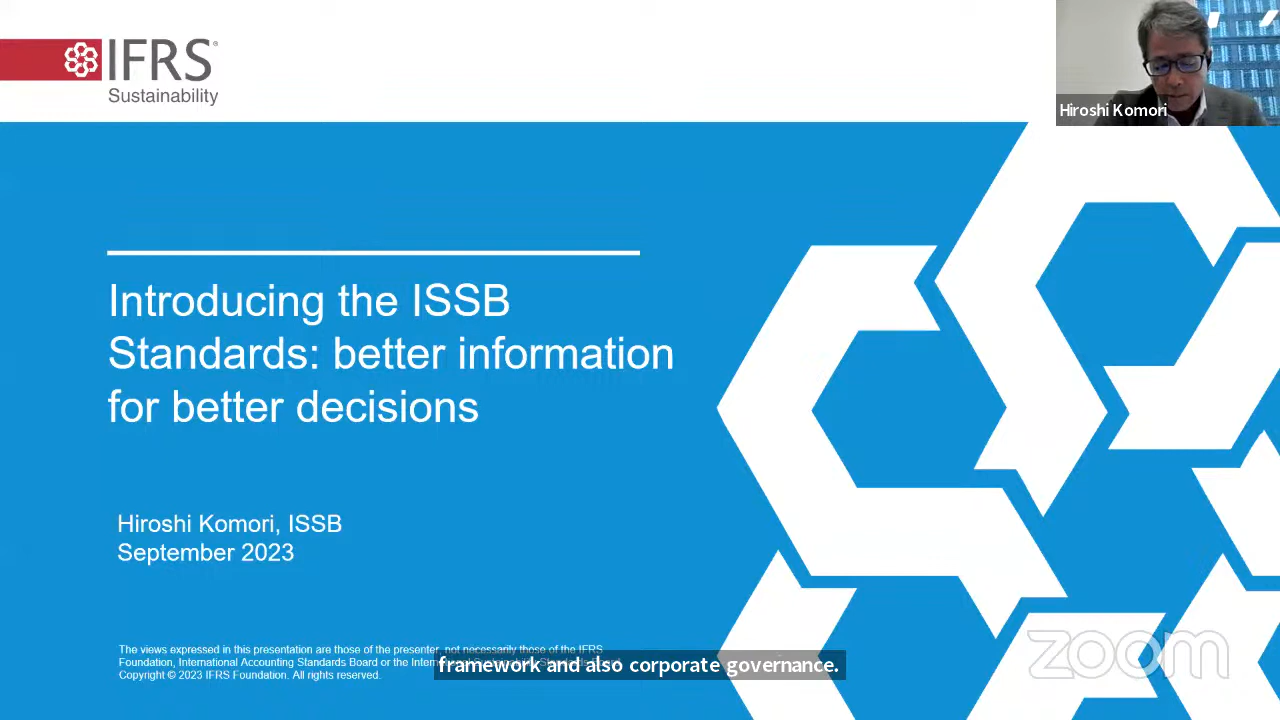 IFRS
Sustainability
Hiroshi Komori
Introducing the ISSB
Standards: better information
for better decisions
Hiroshi Komori, ISSB
September 2023
The views expressed in this presentation are those of the presenter, not necessarily those of the IFRS
Foundation, International Accounting Standards Board or the
Copyright © 2023 IFRS Foundation. All rights reserved.
framework and also corporate governance.
zoom